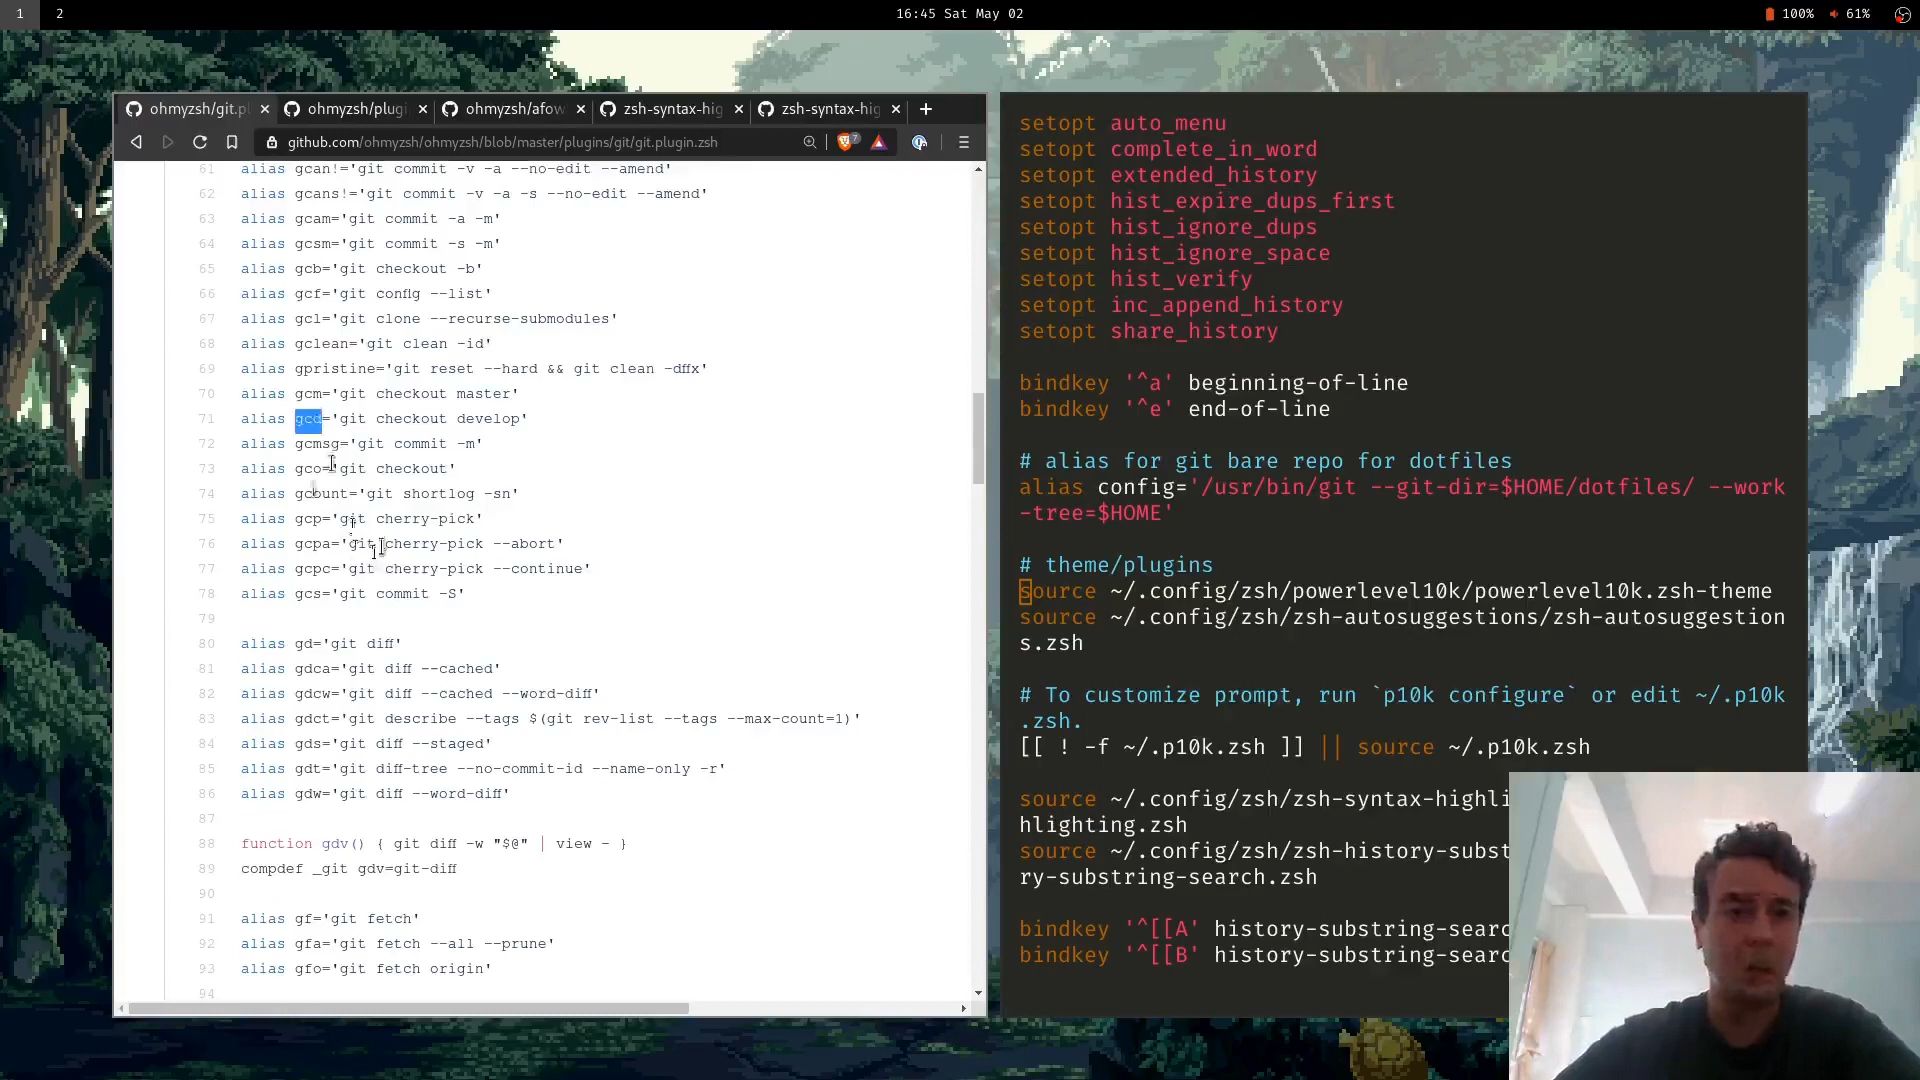 1 2 16:45 Sat May 02 100% 61%
ohmyzsh/git.pl ohmyzsh/plugi ohmyzsh/afow zsh-syntax-hig zsh-syntax-hig
github.com/ohmyzsh/ohmyzsh/blob/master/plugins/git/git.plugin.zsh 7
61 alias gcan!='git commit -v -a --no-edit --amend'
62 alias gcans!='git commit -v -a -s --no-edit --amend'
63 alias gcam='git commit -a -m'
64 alias gcsm='git commit -s -m'
65 alias gcb='git checkout -b'
66 alias gcf='git config --list'
67 alias gcl='git clone --recurse-submodules'
68 alias gclean='git clean -id'
69 alias gpristine='git reset --hard && git clean -dffx'
70 alias gcm='git checkout master'
71 alias gcd='git checkout develop'
72 alias gcmsg='git commit -m'
73 alias gco='git checkout'
74 alias gcount='git shortlog -sn'
75 alias gcp='git cherry-pick'
76 alias gcpa='git cherry-pick --abort'
77 alias gcpc='git cherry-pick --continue'
78 alias gcs='git commit -S'
79
80 alias gd='git diff'
81 alias gdca='git diff --cached'
82 alias gdcw='git diff --cached --word-diff'
83 alias gdct='git describe --tags $(git rev-list --tags --max-count=1)'
84 alias gds='git diff --staged'
85 alias gdt='git diff-tree --no-commit-id --name-only -r'
86 alias gdw='git diff --word-diff'
87
88 function gdv() { git diff -w "$@" | view - }
89 compdef _git gdv=git-diff
90
91 alias gf='git fetch'
92 alias gfa='git fetch --all --prune'
93 alias gfo='git fetch origin'
94
setopt auto_menu
setopt complete_in_word
setopt extended_history
setopt hist_expire_dups_first
setopt hist_ignore_dups
setopt hist_ignore_space
setopt hist_verify
setopt inc_append_history
setopt share_history
bindkey '^a' beginning-of-line
bindkey '^e' end-of-line
# alias for git bare repo for dotfiles
alias config='/usr/bin/git --git-dir=$HOME/dotfiles/ --work
-tree=$HOME'
# theme/plugins
source ~/.config/zsh/powerlevel10k/powerlevel10k.zsh-theme
source ~/.config/zsh/zsh-autosuggestions/zsh-autosuggestion
s.zsh
# To customize prompt, run `p10k configure` or edit ~/.p10k
.zsh.
[[ ! -f ~/.p10k.zsh ]] || source ~/.p10k.zsh
source ~/.config/zsh/zsh-syntax-highli
hlighting.zsh
source ~/.config/zsh/zsh-history-subst
ry-substring-search.zsh
bindkey '^[[A' history-substring-searc
bindkey '^[[B' history-substring-searc